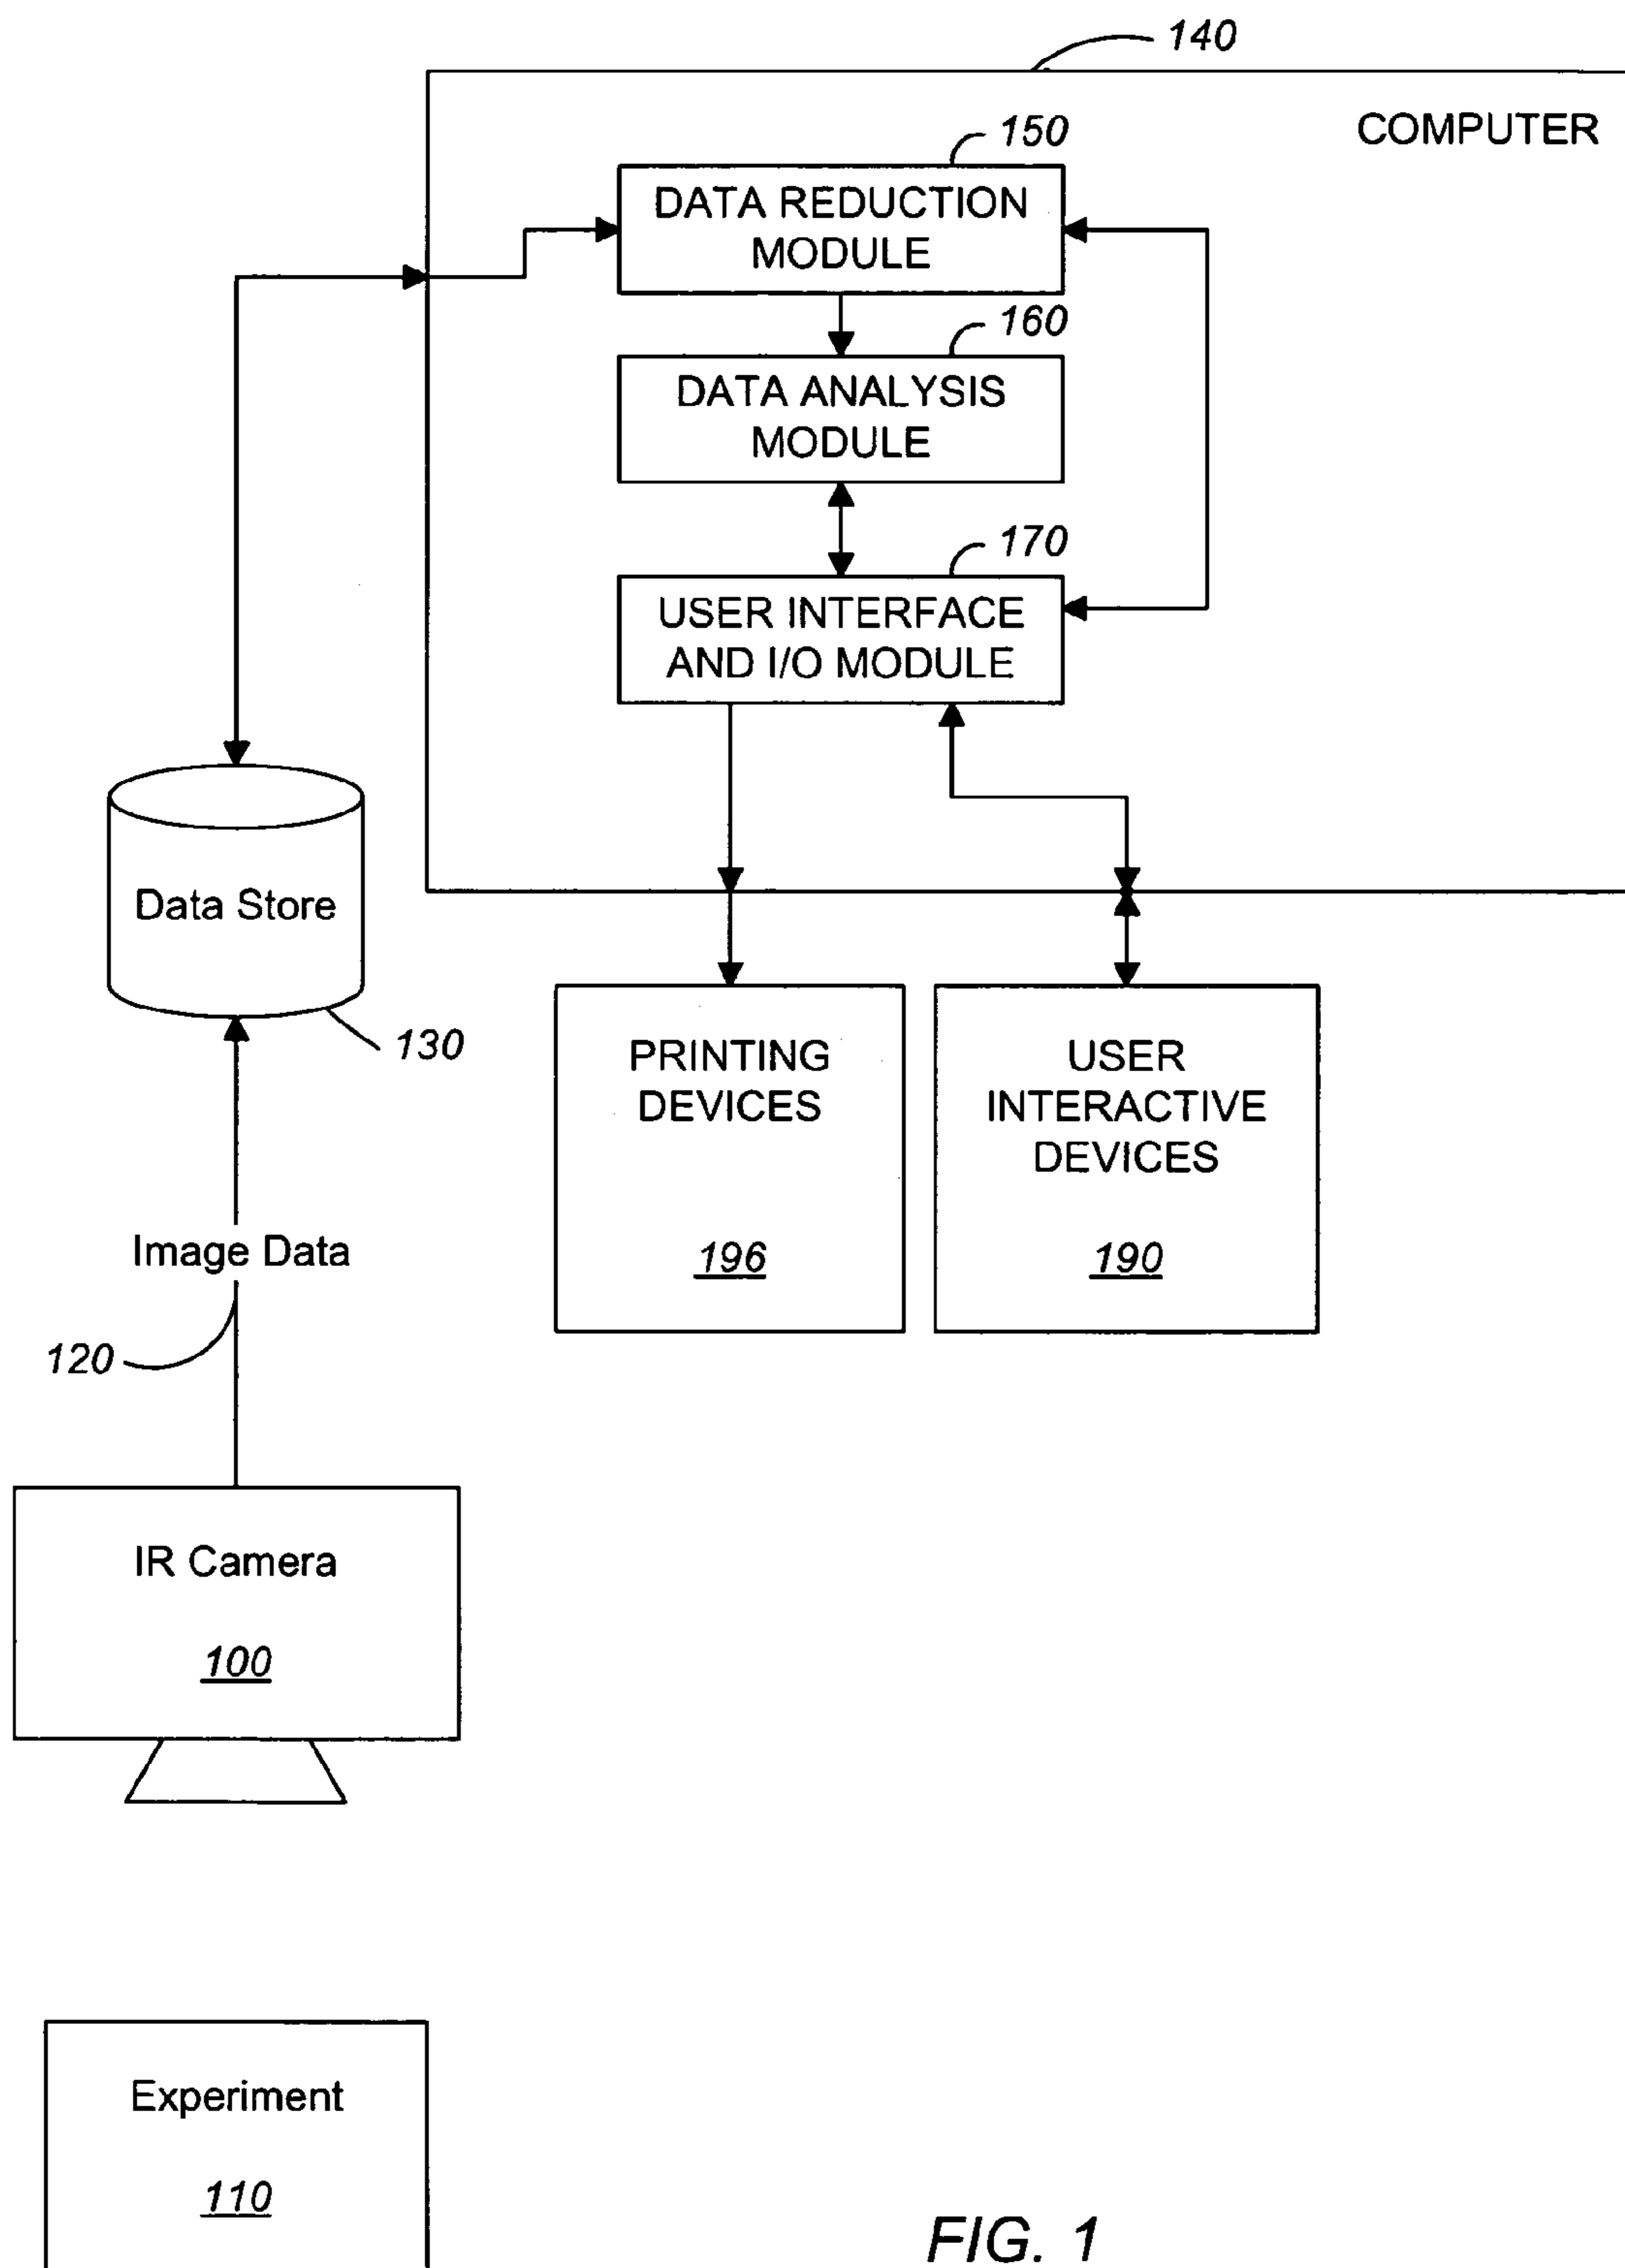 140
COMPUTER
150
DATA REDUCTION
MODULE
160
DATA ANALYSIS
MODULE
170
USER INTERFACE
AND I/O MODULE
Data Store
130
PRINTING
DEVICES
196
USER
INTERACTIVE
DEVICES
190
Image Data
120
IR Camera
100
Experiment
110
FIG. 1